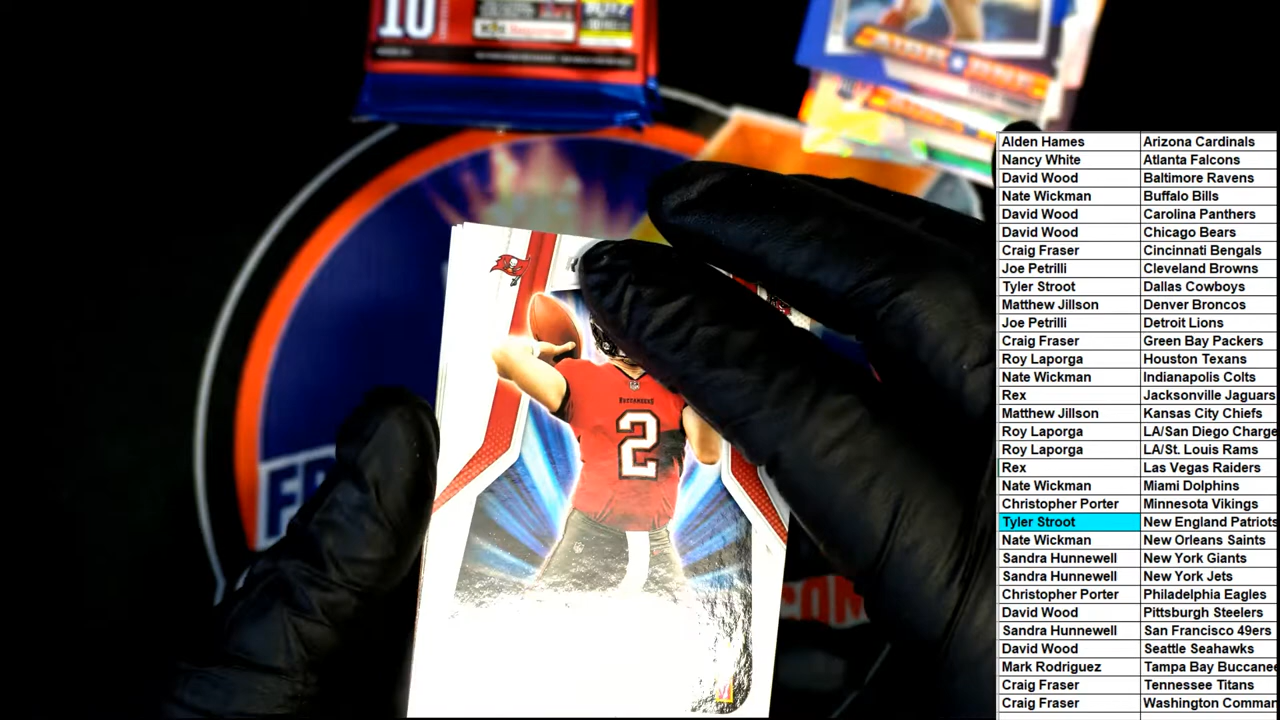 10
BUCCANEERS
2
FR
COM
Alden Hames Arizona Cardinals
Nancy White Atlanta Falcons
David Wood Baltimore Ravens
Nate Wickman Buffalo Bills
David Wood Carolina Panthers
David Wood Chicago Bears
Craig Fraser Cincinnati Bengals
Joe Petrilli Cleveland Browns
Tyler Stroot Dallas Cowboys
Matthew Jillson Denver Broncos
Joe Petrilli Detroit Lions
Craig Fraser Green Bay Packers
Roy Laporga Houston Texans
Nate Wickman Indianapolis Colts
Rex Jacksonville Jaguars
Matthew Jillson Kansas City Chiefs
Roy Laporga LA/San Diego Charge
Roy Laporga LA/St. Louis Rams
Rex Las Vegas Raiders
Nate Wickman Miami Dolphins
Christopher Porter Minnesota Vikings
Tyler Stroot New England Patriots
Nate Wickman New Orleans Saints
Sandra Hunnewell New York Giants
Sandra Hunnewell New York Jets
Christopher Porter Philadelphia Eagles
David Wood Pittsburgh Steelers
Sandra Hunnewell San Francisco 49ers
David Wood Seattle Seahawks
Mark Rodriguez Tampa Bay Buccanee
Craig Fraser Tennessee Titans
Craig Fraser Washington Comman